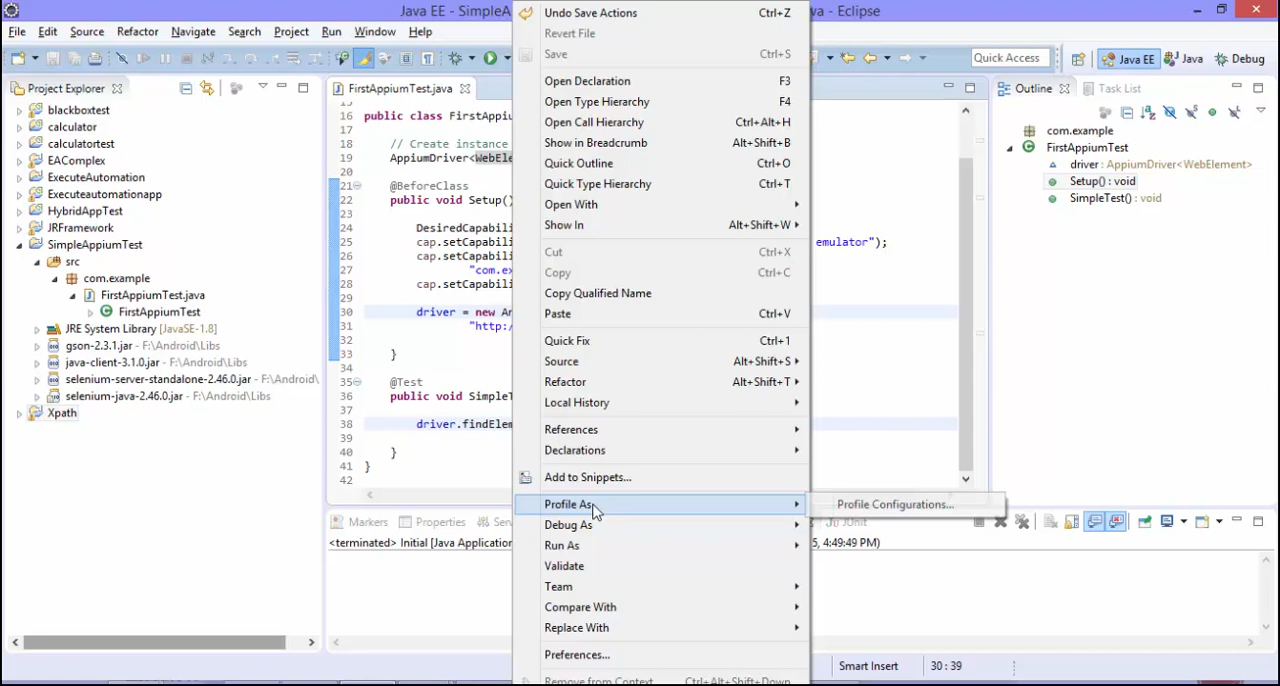 Java EE - SimpleA
va - Eclipse
File Edit Source Refactor Navigate Search Project Run Window Help
Quick Access
Java EE
Java
Debug
Project Explorer
blackboxtest
calculator
calculatortest
EAComplex
ExecuteAutomation
Executeautomationapp
HybridAppTest
JRFramework
SimpleAppiumTest
src
com.example
FirstAppiumTest.java
FirstAppiumTest
JRE System Library [JavaSE-1.8]
gson-2.3.1.jar - F:\Android\Libs
java-client-3.1.0.jar - F:\Android\Libs
selenium-server-standalone-2.46.0.jar - F:\Android\
selenium-java-2.46.0.jar - F:\Android\Libs
Xpath
FirstAppiumTest.java
15
16 public class FirstAppiu
17
18 // Create instance
19 AppiumDriver<WebEle
20
21 @BeforeClass
22 public void Setup()
23
24 DesiredCapabil
25 cap.setCapabili emulator");
26 cap.setCapabili
27 "com.ex
28 cap.setCapabili
29
30 driver = new An
31 "http:/
32
33 }
34
35 @Test
36 public void SimpleT
37
38 driver.findElem
39
40 }
41 }
42
Undo Save Actions Ctrl+Z
Revert File
Save Ctrl+S
Open Declaration F3
Open Type Hierarchy F4
Open Call Hierarchy Ctrl+Alt+H
Show in Breadcrumb Alt+Shift+B
Quick Outline Ctrl+O
Quick Type Hierarchy Ctrl+T
Open With
Show In Alt+Shift+W
Cut Ctrl+X
Copy Ctrl+C
Copy Qualified Name
Paste Ctrl+V
Quick Fix Ctrl+1
Source Alt+Shift+S
Refactor Alt+Shift+T
Local History
References
Declarations
Add to Snippets...
Profile As
Profile Configurations...
Debug As
Run As
Validate
Team
Compare With
Replace With
Preferences...
Remove from Context Ctrl+Alt+Shift+Down
Outline
Task List
com.example
FirstAppiumTest
driver : AppiumDriver<WebElement>
Setup() : void
SimpleTest() : void
Markers
Properties
Serv
JUnit
<terminated> Initial [Java Application
5, 4:49:49 PM)
Smart Insert
30 : 39